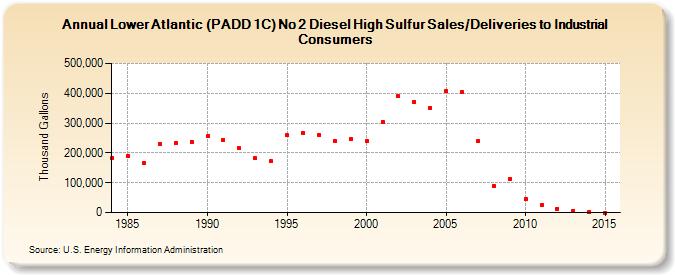 Annual Lower Atlantic (PADD 1C) No 2 Diesel High Sulfur Sales/Deliveries to Industrial
Consumers
Thousand Gallons
500,000
400,000
300,000
200,000
100,000
0
1985 1990 1995 2000 2005 2010 2015
Source: U.S. Energy Information Administration